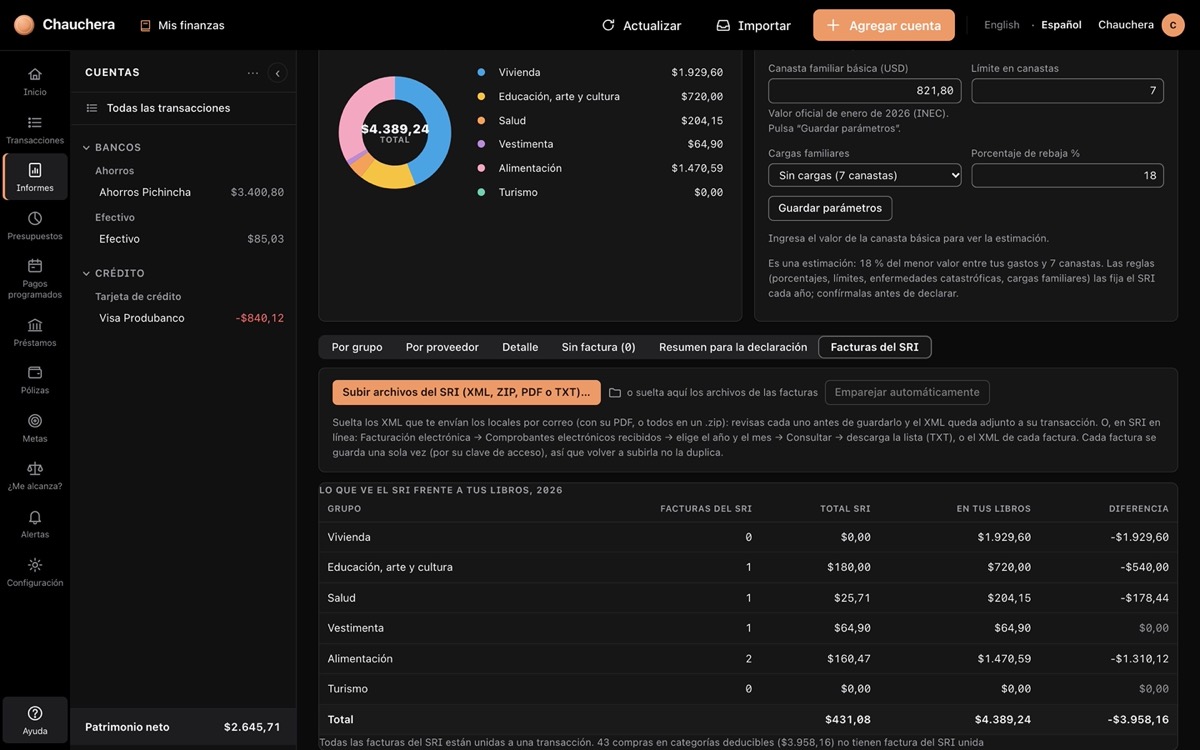 Chauchera
Mis finanzas
Actualizar
Importar
Agregar cuenta
English · Español
Chauchera
C
Inicio
Transacciones
Informes
Presupuestos
Pagos programados
Préstamos
Pólizas
Metas
¿Me alcanza?
Alertas
Configuración
Ayuda
CUENTAS
Todas las transacciones
BANCOS
Ahorros
Ahorros Pichincha $3.400,80
Efectivo
Efectivo $85,03
CRÉDITO
Tarjeta de crédito
Visa Produbanco -$840,12
Patrimonio neto $2.645,71
$4.389,24
TOTAL
Vivienda $1.929,60
Educación, arte y cultura $720,00
Salud $204,15
Vestimenta $64,90
Alimentación $1.470,59
Turismo $0,00
Canasta familiar básica (USD) Límite en canastas
821,80 7
Valor oficial de enero de 2026 (INEC).
Pulsa “Guardar parámetros”.
Cargas familiares Porcentaje de rebaja %
Sin cargas (7 canastas) 18
Guardar parámetros
Ingresa el valor de la canasta básica para ver la estimación.
Es una estimación: 18 % del menor valor entre tus gastos y 7 canastas. Las reglas
(porcentajes, límites, enfermedades catastróficas, cargas familiares) las fija el SRI
cada año; confírmalas antes de declarar.
Por grupo Por proveedor Detalle Sin factura (0) Resumen para la declaración Facturas del SRI
Subir archivos del SRI (XML, ZIP, PDF o TXT)... o suelta aquí los archivos de las facturas Emparejar automáticamente
Suelta los XML que te envían los locales por correo (con su PDF, o todos en un .zip): revisas cada uno antes de guardarlo y el XML queda adjunto a su transacción. O, en SRI en
línea: Facturación electrónica → Comprobantes electrónicos recibidos → elige el año y el mes → Consultar → descarga la lista (TXT), o el XML de cada factura. Cada factura se
guarda una sola vez (por su clave de acceso), así que volver a subirla no la duplica.
LO QUE VE EL SRI FRENTE A TUS LIBROS, 2026
GRUPO FACTURAS DEL SRI TOTAL SRI EN TUS LIBROS DIFERENCIA
Vivienda 0 $0,00 $1.929,60 -$1.929,60
Educación, arte y cultura 1 $180,00 $720,00 -$540,00
Salud 1 $25,71 $204,15 -$178,44
Vestimenta 1 $64,90 $64,90 $0,00
Alimentación 2 $160,47 $1.470,59 -$1.310,12
Turismo 0 $0,00 $0,00 $0,00
Total $431,08 $4.389,24 -$3.958,16
Todas las facturas del SRI están unidas a una transacción. 43 compras en categorías deducibles ($3.958,16) no tienen factura del SRI unida